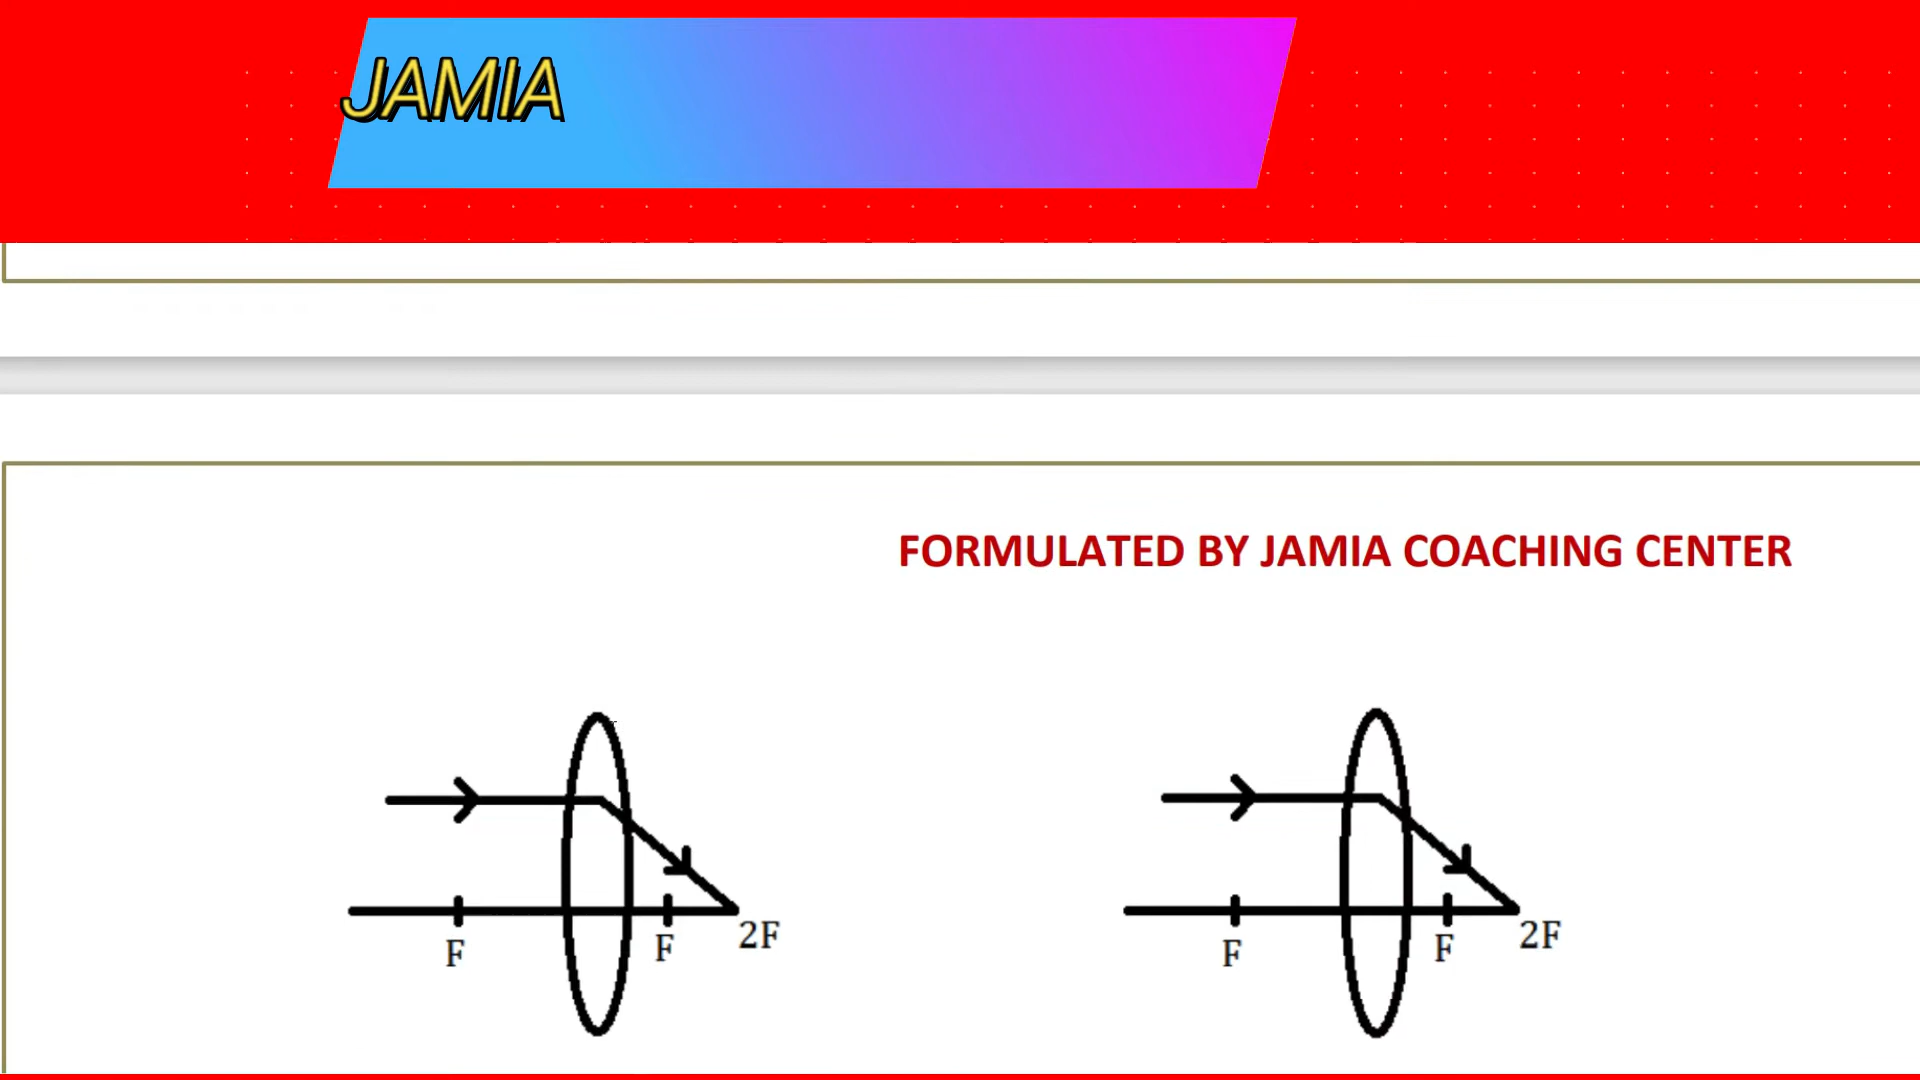 JAMIA
FORMULATED BY JAMIA COACHING CENTER
F F 2F
F F 2F